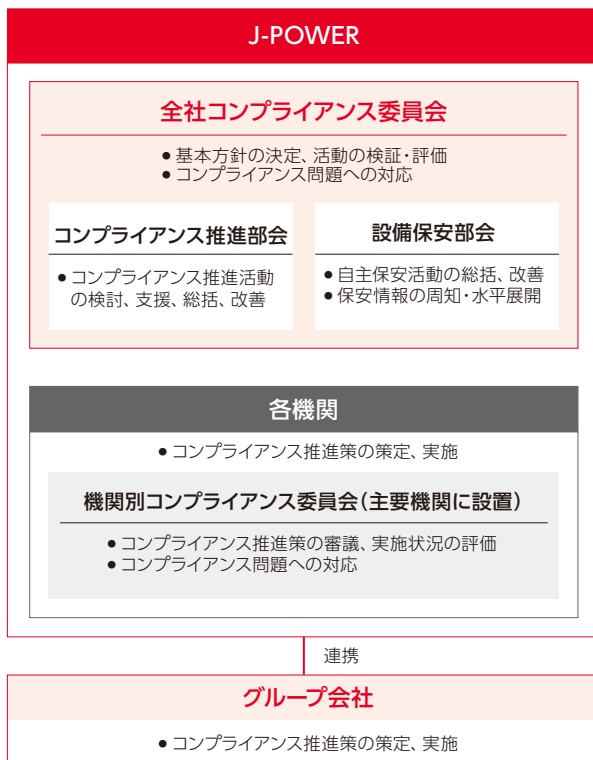 J-POWER
全社コンプライアンス委員会
●基本方針の決定、活動の検証・評価
●コンプライアンス問題への対応
コンプライアンス推進部会
●コンプライアンス推進活動
の検討、支援、総括、改善
設備保安部会
●自主保安活動の総括、改善
●保安情報の周知・水平展開
各機関
●コンプライアンス推進策の策定、実施
機関別コンプライアンス委員会（主要機関に設置）
●コンプライアンス推進策の審議、実施状況の評価
●コンプライアンス問題への対応
連携
グループ会社
●コンプライアンス推進策の策定、実施